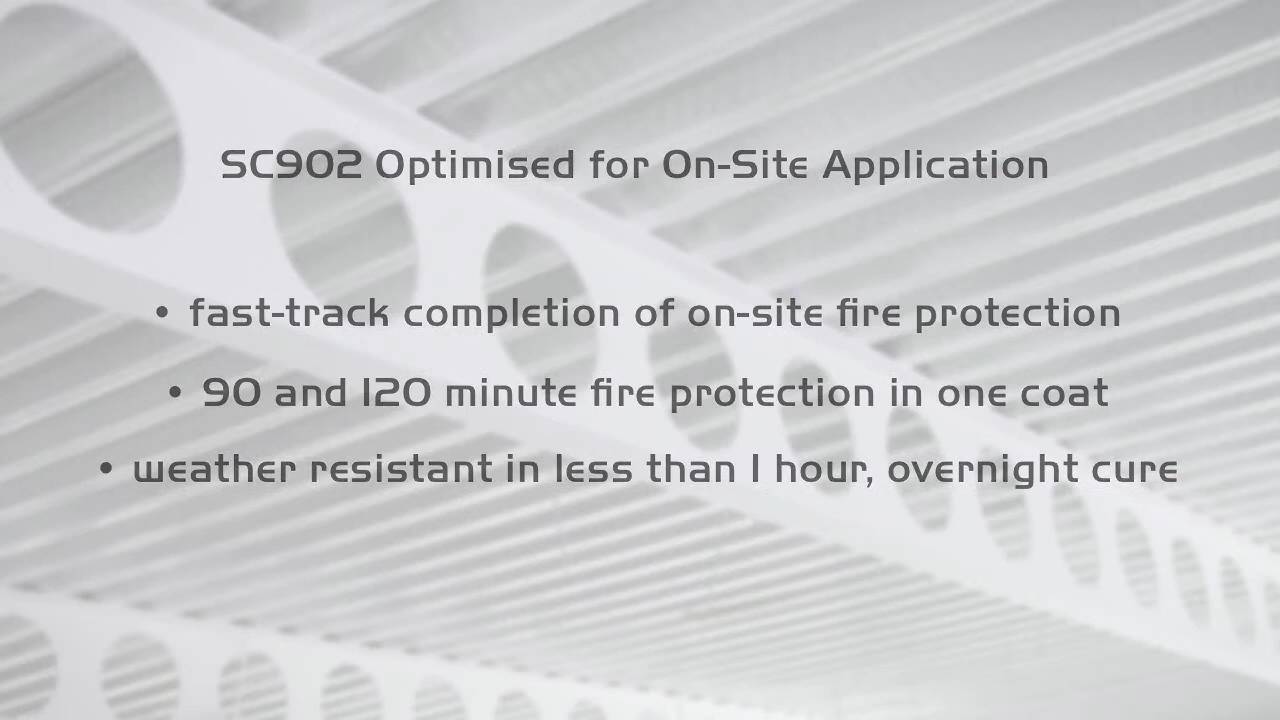 SC902 Optimised for On-Site Application
• fast-track completion of on-site fire protection
• 90 and 120 minute fire protection in one coat
• weather resistant in less than 1 hour, overnight cure